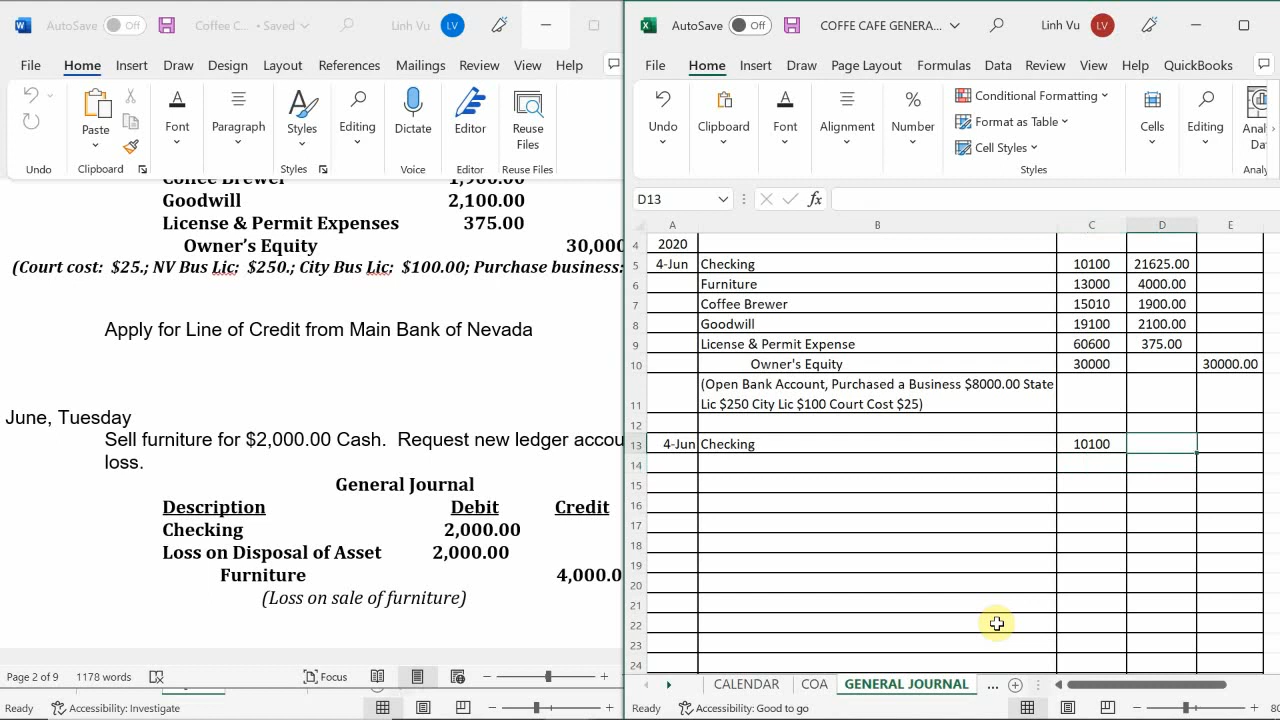 AutoSave Off Coffee C... • Saved Linh Vu LV
File Home Insert Draw Design Layout References Mailings Review View Help
Paste Font Paragraph Styles Editing Dictate Editor Reuse Files
Undo Clipboard Styles Voice Editor Reuse Files
Coffee Brewer 1,900.00
Goodwill 2,100.00
License & Permit Expenses 375.00
Owner's Equity 30,000
(Court cost: $25.; NV Bus Lic: $250.; City Bus Lic: $100.00; Purchase business:
Apply for Line of Credit from Main Bank of Nevada
June, Tuesday
Sell furniture for $2,000.00 Cash. Request new ledger accou
loss.
General Journal
Description Debit Credit
Checking 2,000.00
Loss on Disposal of Asset 2,000.00
Furniture 4,000.0
(Loss on sale of furniture)
Page 2 of 9 1178 words Focus
Ready Accessibility: Investigate
AutoSave Off COFFE CAFE GENERA... Linh Vu LV
File Home Insert Draw Page Layout Formulas Data Review View Help QuickBooks
Undo Clipboard Font Alignment Number Conditional Formatting Format as Table Cell Styles Cells Editing Anal Da
Undo Styles Analy
D13 fx
A B C D E
4 2020
5 4-Jun Checking 10100 21625.00
6 Furniture 13000 4000.00
7 Coffee Brewer 15010 1900.00
8 Goodwill 19100 2100.00
9 License & Permit Expense 60600 375.00
10 Owner's Equity 30000 30000.00
(Open Bank Account, Purchased a Business $8000.00 State
11 Lic $250 City Lic $100 Court Cost $25)
12
13 4-Jun Checking 10100
14
15
16
17
18
19
20
21
22
23
24
CALENDAR COA GENERAL JOURNAL ...
Ready Accessibility: Good to go 80